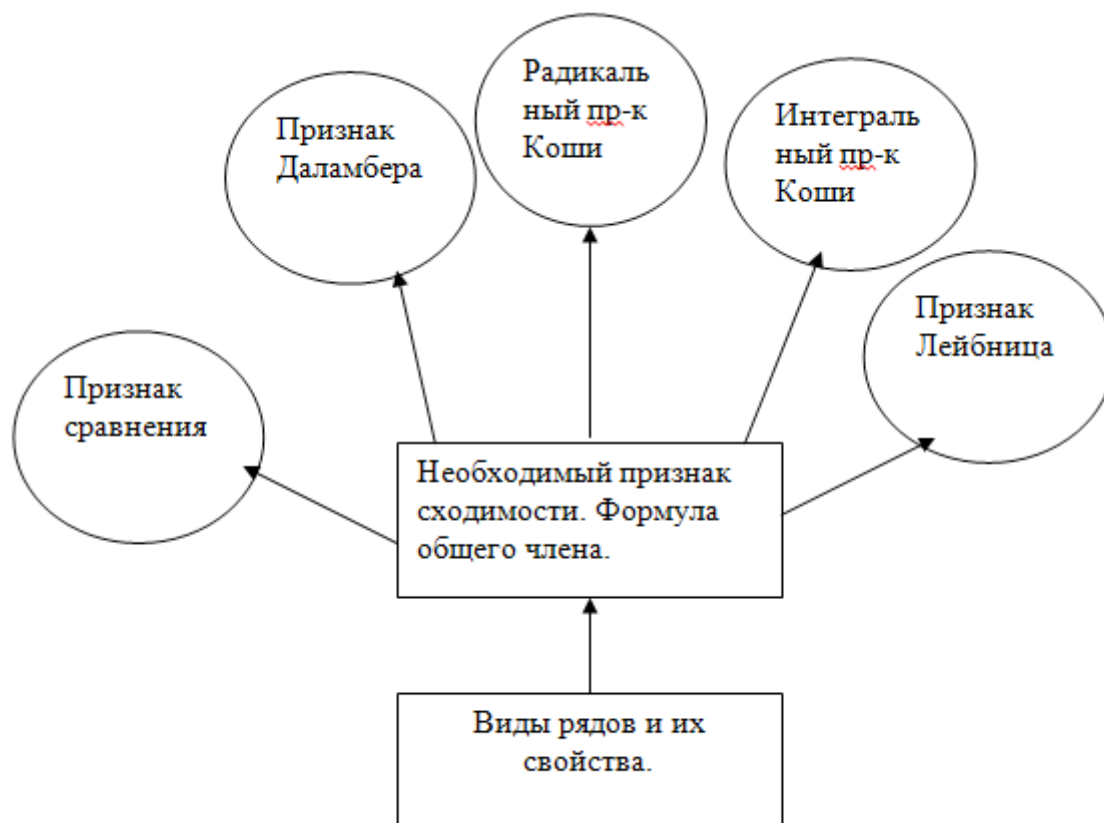 Радикаль
ный пр-к
Коши
Признак
Даламбера
Интеграль
ный пр-к
Коши
Признак
Лейбница
Признак
сравнения
Необходимый признак
сходимости. Формула
общего члена.
Виды рядов и их
свойства.